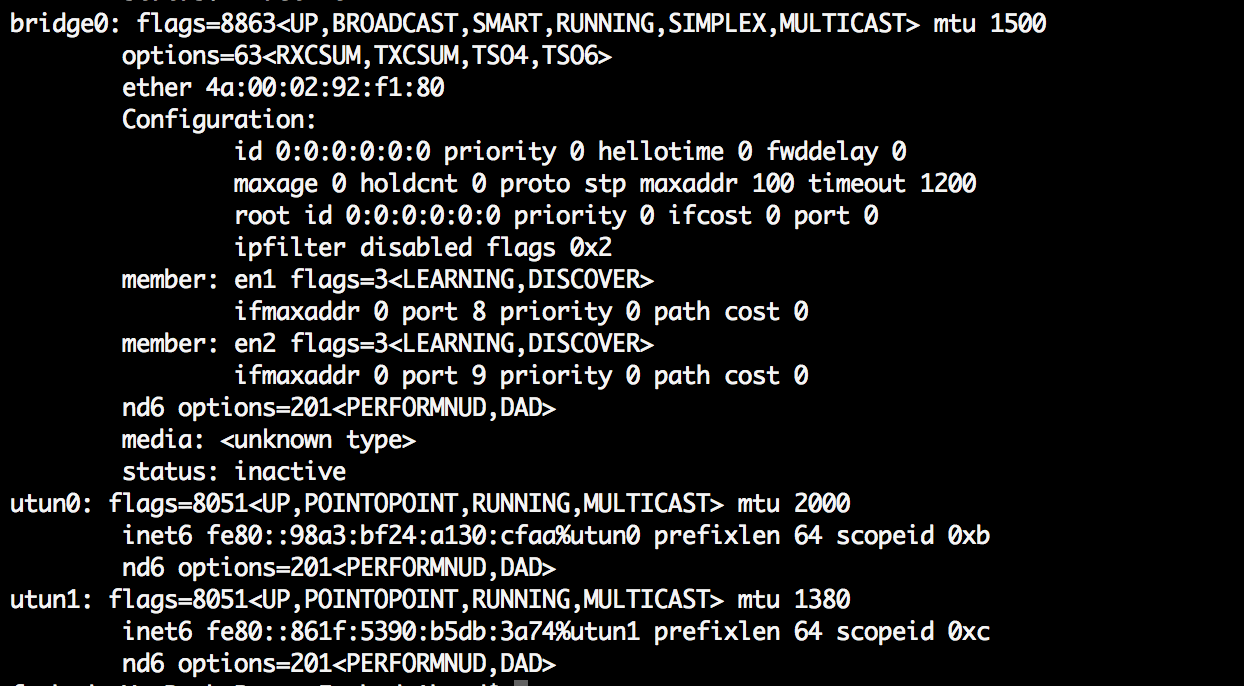 bridge0: flags=8863<UP,BROADCAST,SMART,RUNNING,SIMPLEX,MULTICAST> mtu 1500
options=63<RXCSUM,TXCSUM,TSO4,TSO6>
ether 4a:00:02:92:f1:80
Configuration:
id 0:0:0:0:0:0 priority 0 hellotime 0 fwddelay 0
maxage 0 holdcnt 0 proto stp maxaddr 100 timeout 1200
root id 0:0:0:0:0:0 priority 0 ifcost 0 port 0
ipfilter disabled flags 0x2
member: en1 flags=3<LEARNING,DISCOVER>
ifmaxaddr 0 port 8 priority 0 path cost 0
member: en2 flags=3<LEARNING,DISCOVER>
ifmaxaddr 0 port 9 priority 0 path cost 0
nd6 options=201<PERFORMNUD,DAD>
media: <unknown type>
status: inactive
utun0: flags=8051<UP,POINTOPOINT,RUNNING,MULTICAST> mtu 2000
inet6 fe80::98a3:bf24:a130:cfaa%utun0 prefixlen 64 scopeid 0xb
nd6 options=201<PERFORMNUD,DAD>
utun1: flags=8051<UP,POINTOPOINT,RUNNING,MULTICAST> mtu 1380
inet6 fe80::861f:5390:b5db:3a74%utun1 prefixlen 64 scopeid 0xc
nd6 options=201<PERFORMNUD,DAD>